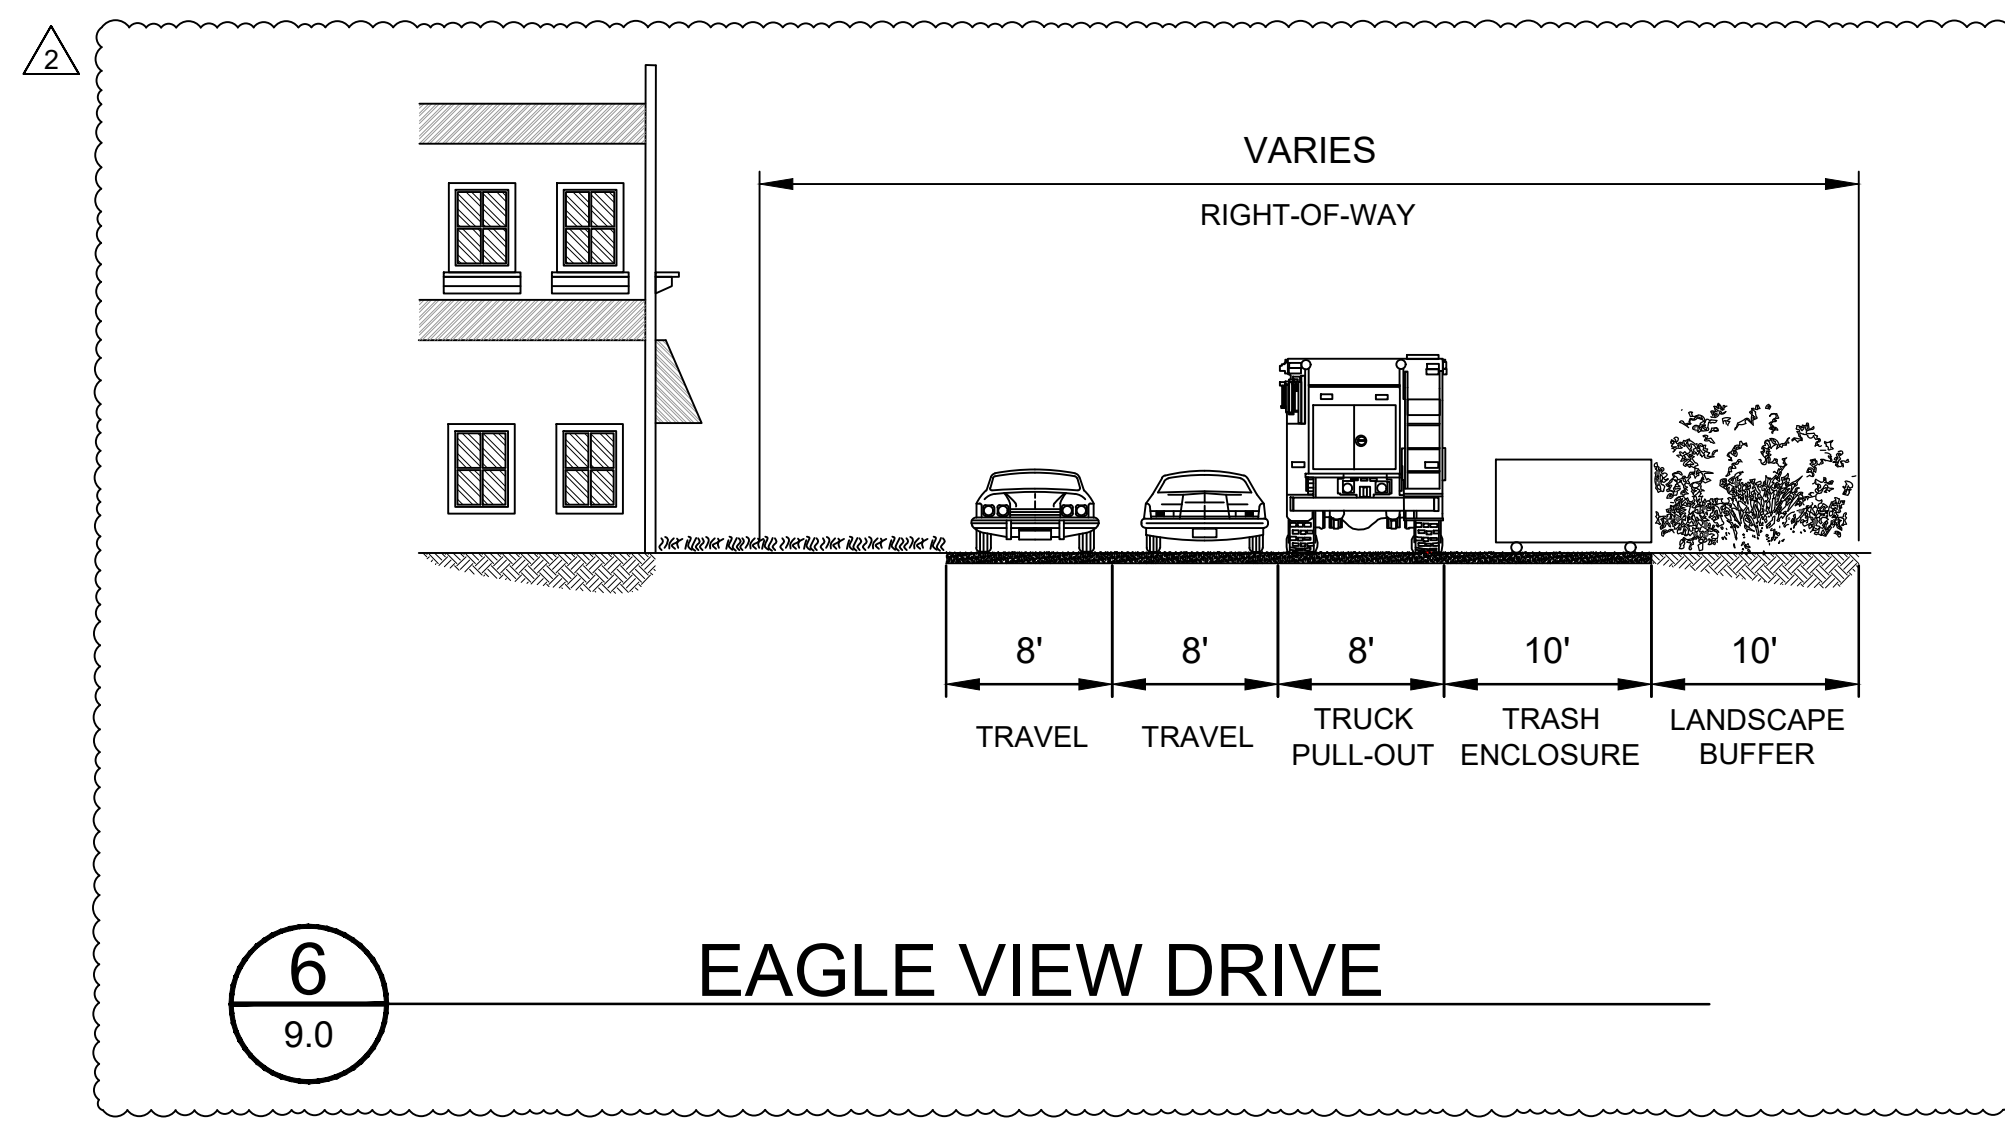 2
VARIES
RIGHT-OF-WAY
8' 8' 8' 10' 10'
TRAVEL TRAVEL TRUCK PULL-OUT TRASH ENCLOSURE LANDSCAPE BUFFER
6
9.0
EAGLE VIEW DRIVE